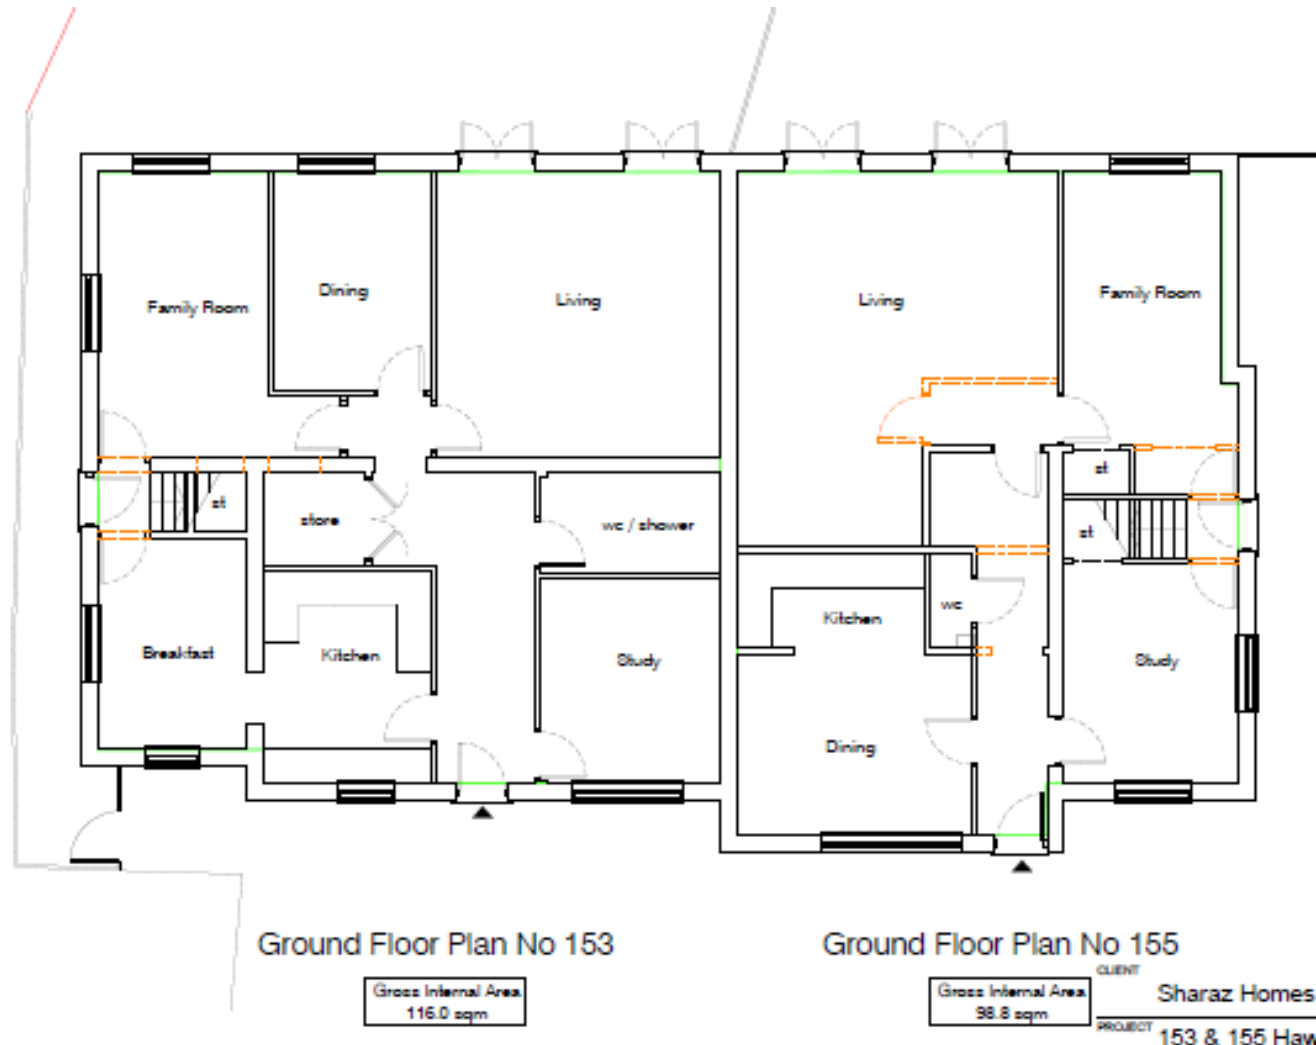 Family Room
Dining
Living
Living
Family Room
st
store
wc / shower
st
st
Breakfast
Kitchen
Study
Kitchen
wc
Study
Dining
Ground Floor Plan No 153
Gross Internal Area
116.0 sqm
Ground Floor Plan No 155
Gross Internal Area
98.8 sqm
CLIENT
Sharaz Homes
PROJECT
153 & 155 Haw